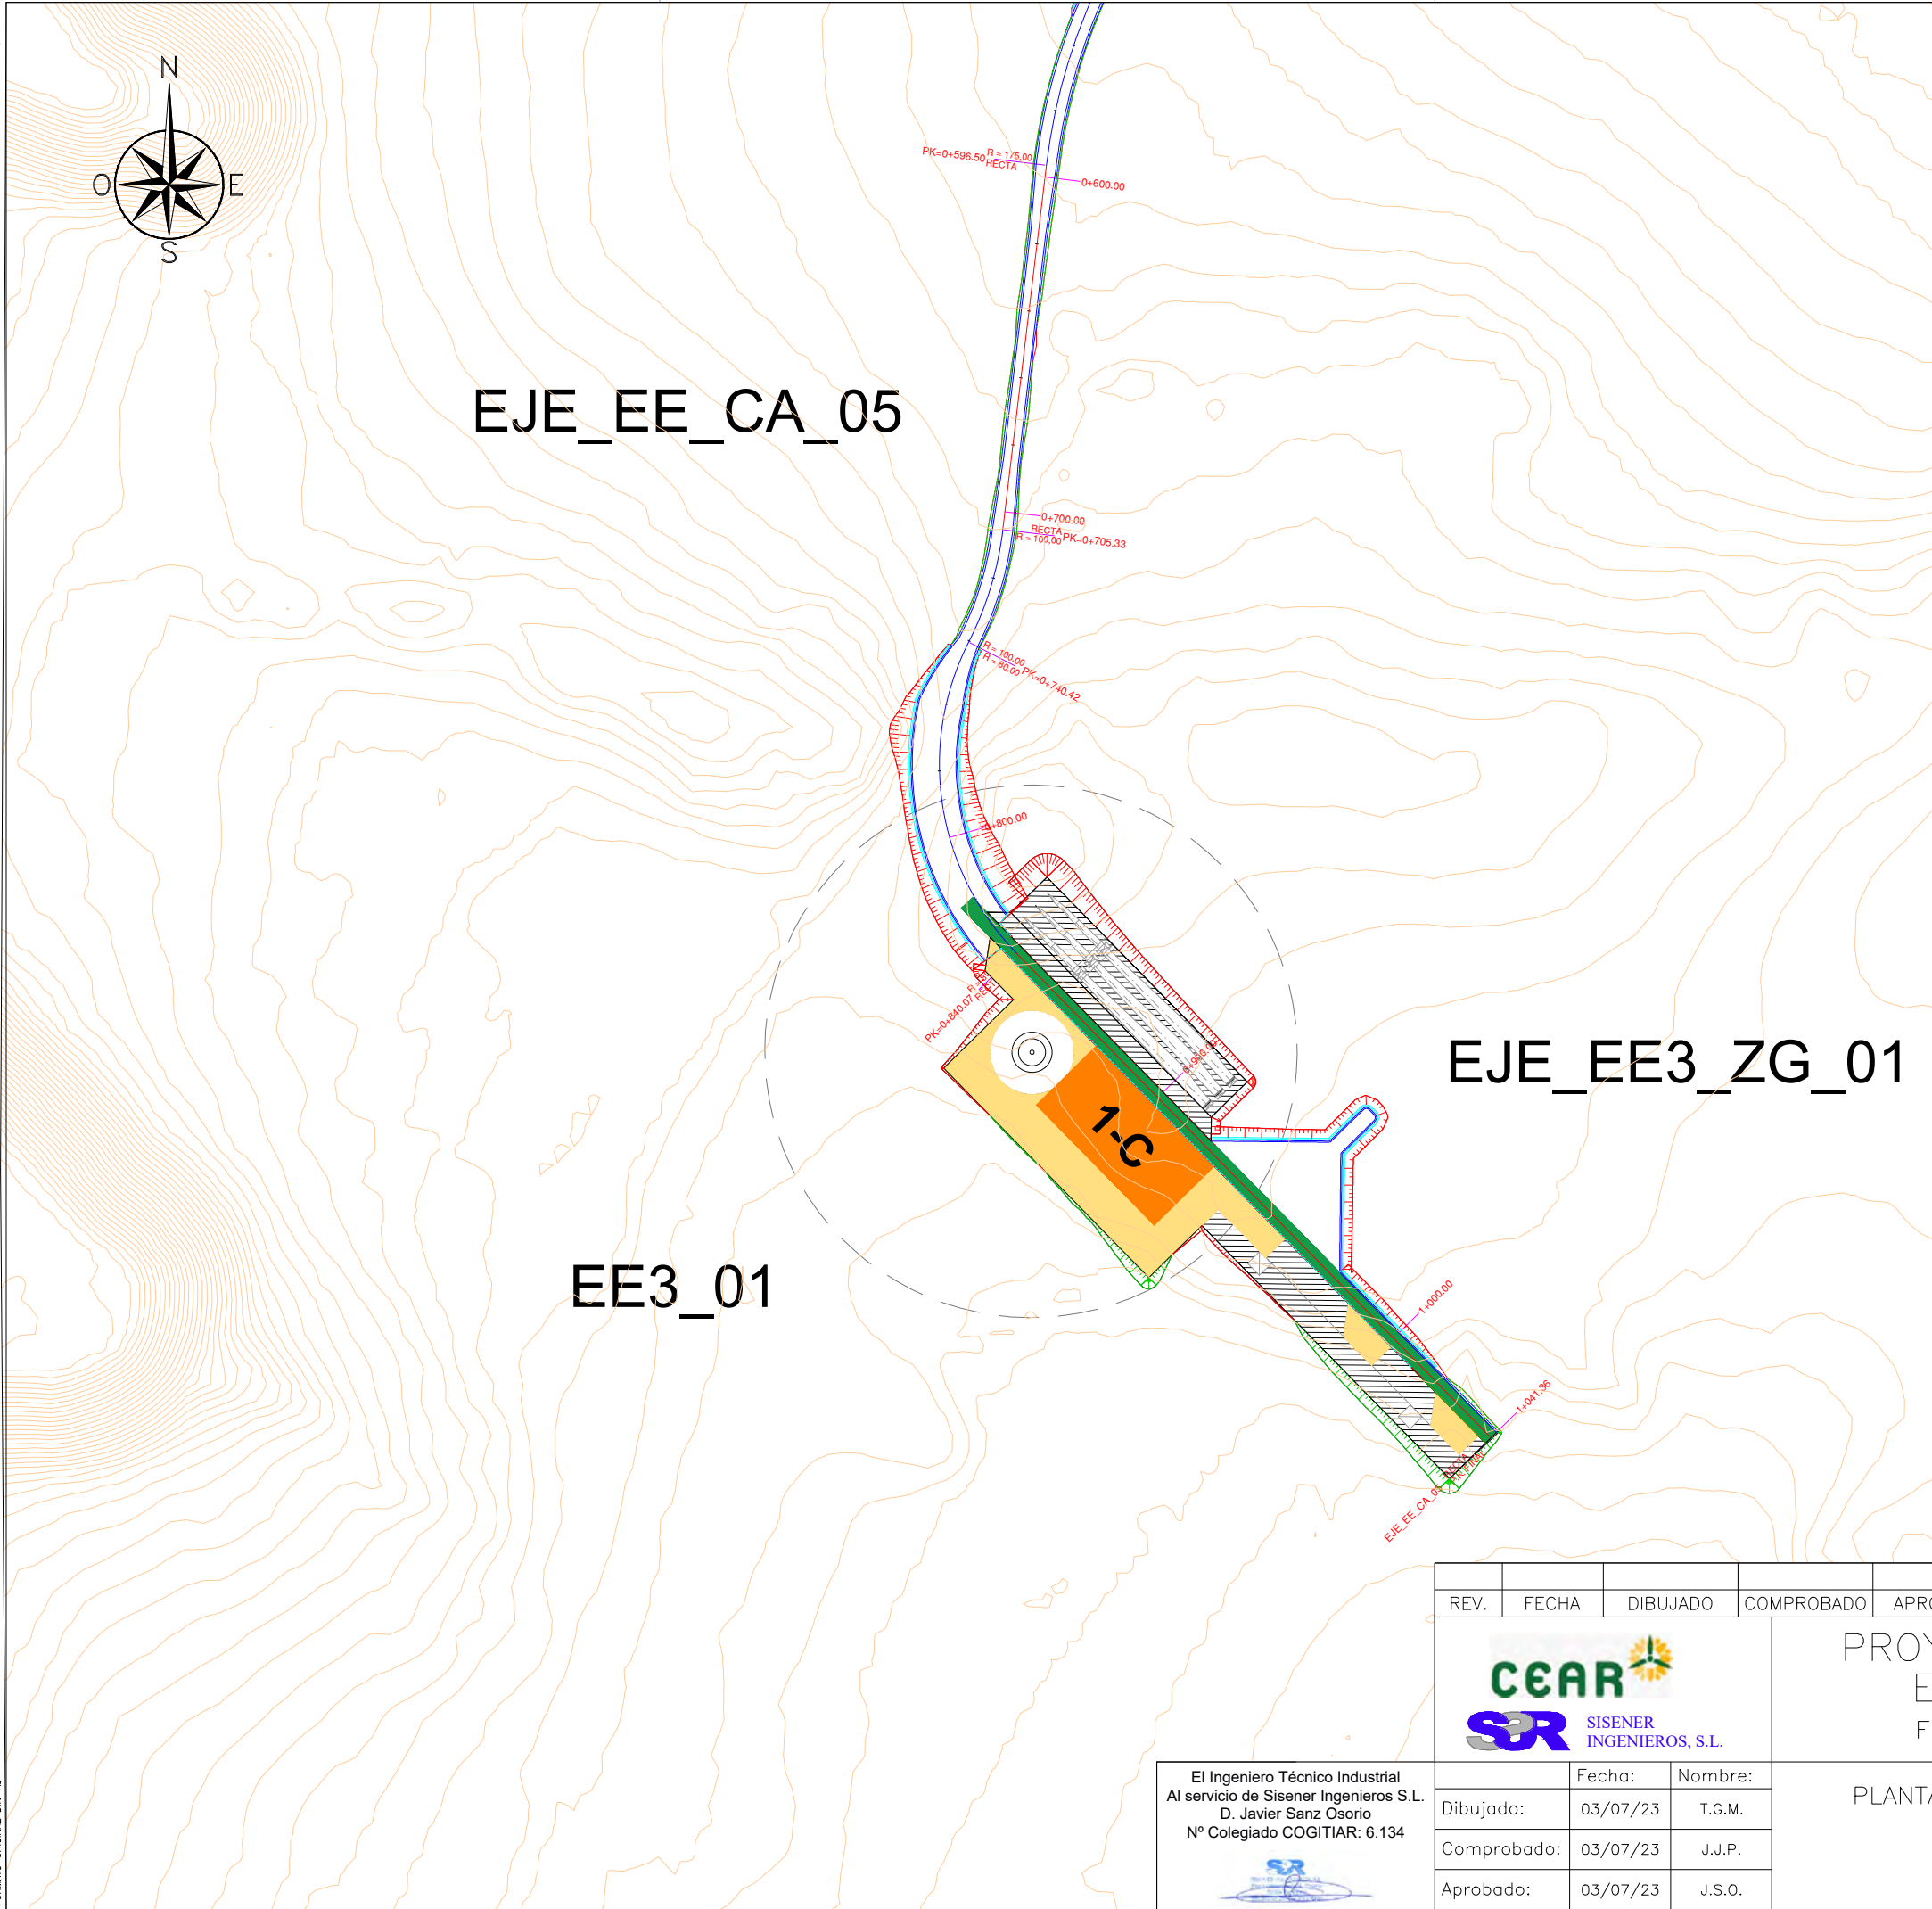 N
O
E
S
PK=0+596.50
R = 175,00
RECTA
0+600.00
EJE_EE_CA_05
0+700.00
RECTA
R = 100,00
PK=0+705.33
R = 100,00
R = 80,00
PK=0+740.42
0+800.00
PK=0+840.07
EJE_EE3_ZG_01
1-C
EE3_01
1+000.00
1+041.36
EJE_EE_CA_05
REV.
FECHA
DIBUJADO
COMPROBADO
CEAR
SISENER
INGENIEROS, S.L.
El Ingeniero Técnico Industrial
Al servicio de Sisener Ingenieros S.L.
D. Javier Sanz Osorio
Nº Colegiado COGITIAR: 6.134
Fecha:
Nombre:
Dibujado:
03/07/23
T.G.M.
Comprobado:
03/07/23
J.J.P.
Aprobado:
03/07/23
J.S.O.
PLANTA